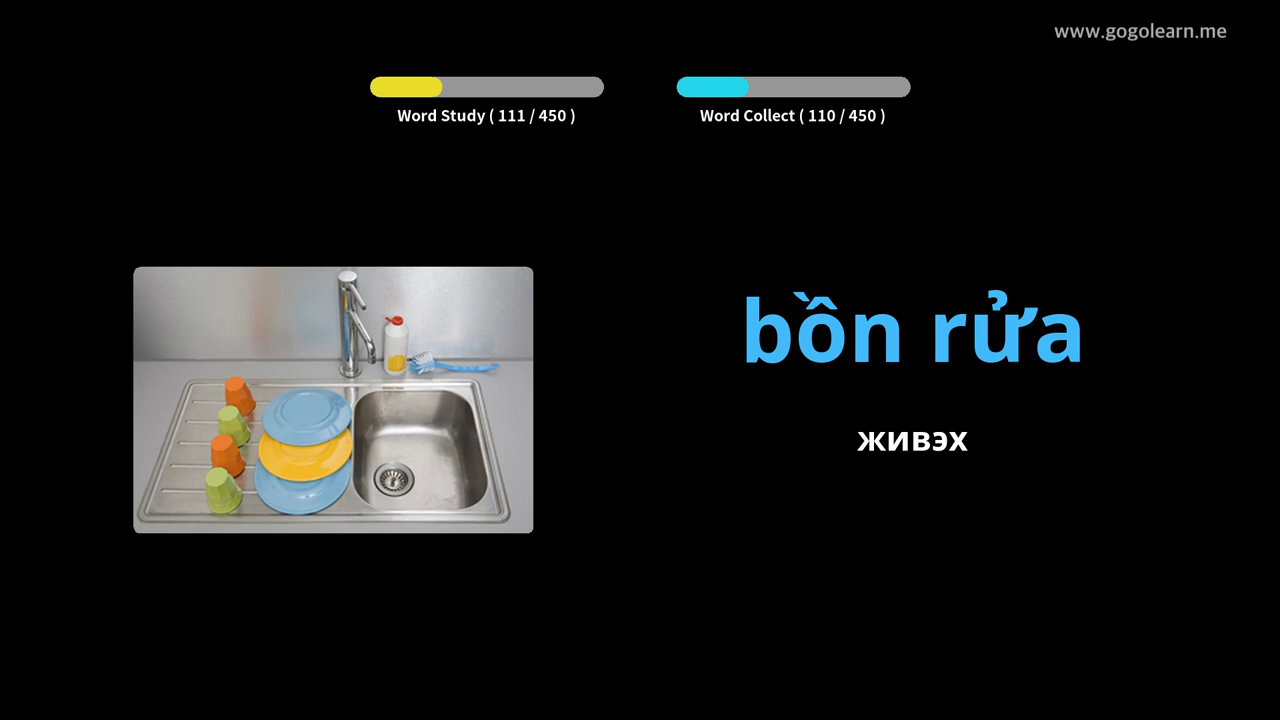 www.gogolearn.me
Word Study ( 111 / 450 )
Word Collect ( 110 / 450 )
bồn rửa
живэх